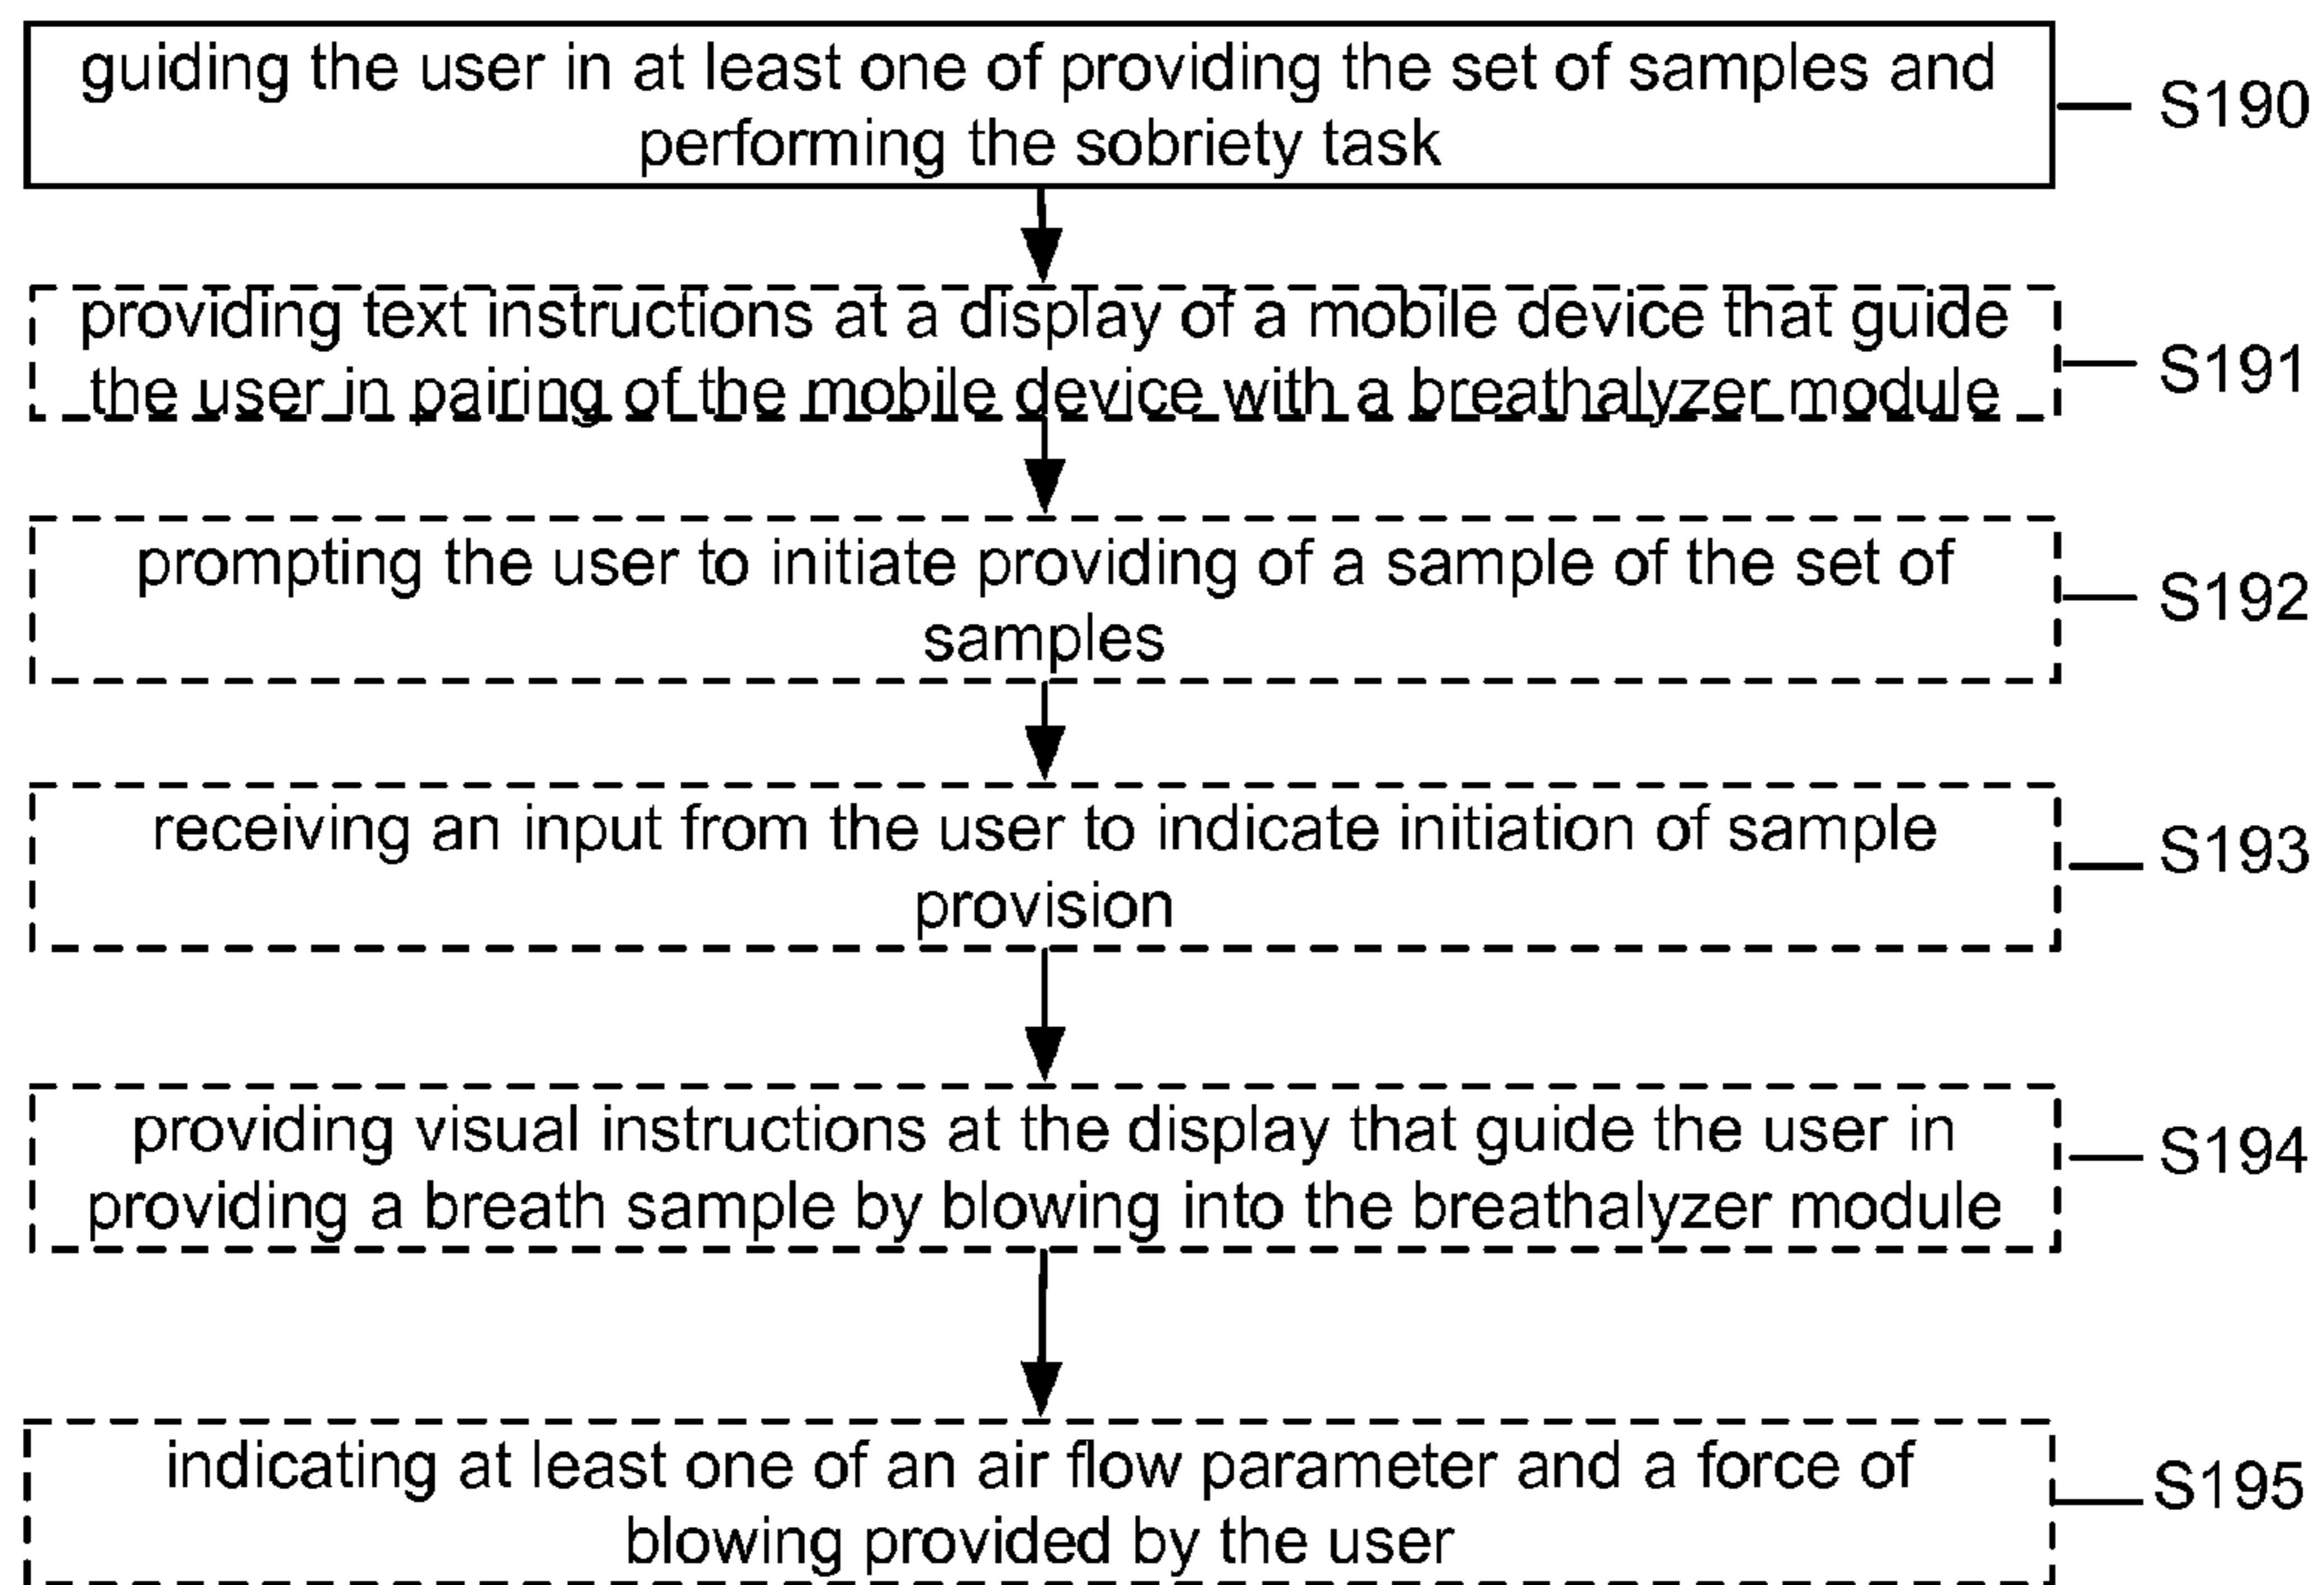 guiding the user in at least one of providing the set of samples and
performing the sobriety task
S190
providing text instructions at a display of a mobile device that guide
the user in pairing of the mobile device with a breathalyzer module
S191
prompting the user to initiate providing of a sample of the set of
samples
S192
receiving an input from the user to indicate initiation of sample
provision
S193
providing visual instructions at the display that guide the user in
providing a breath sample by blowing into the breathalyzer module
S194
indicating at least one of an air flow parameter and a force of
blowing provided by the user
S195